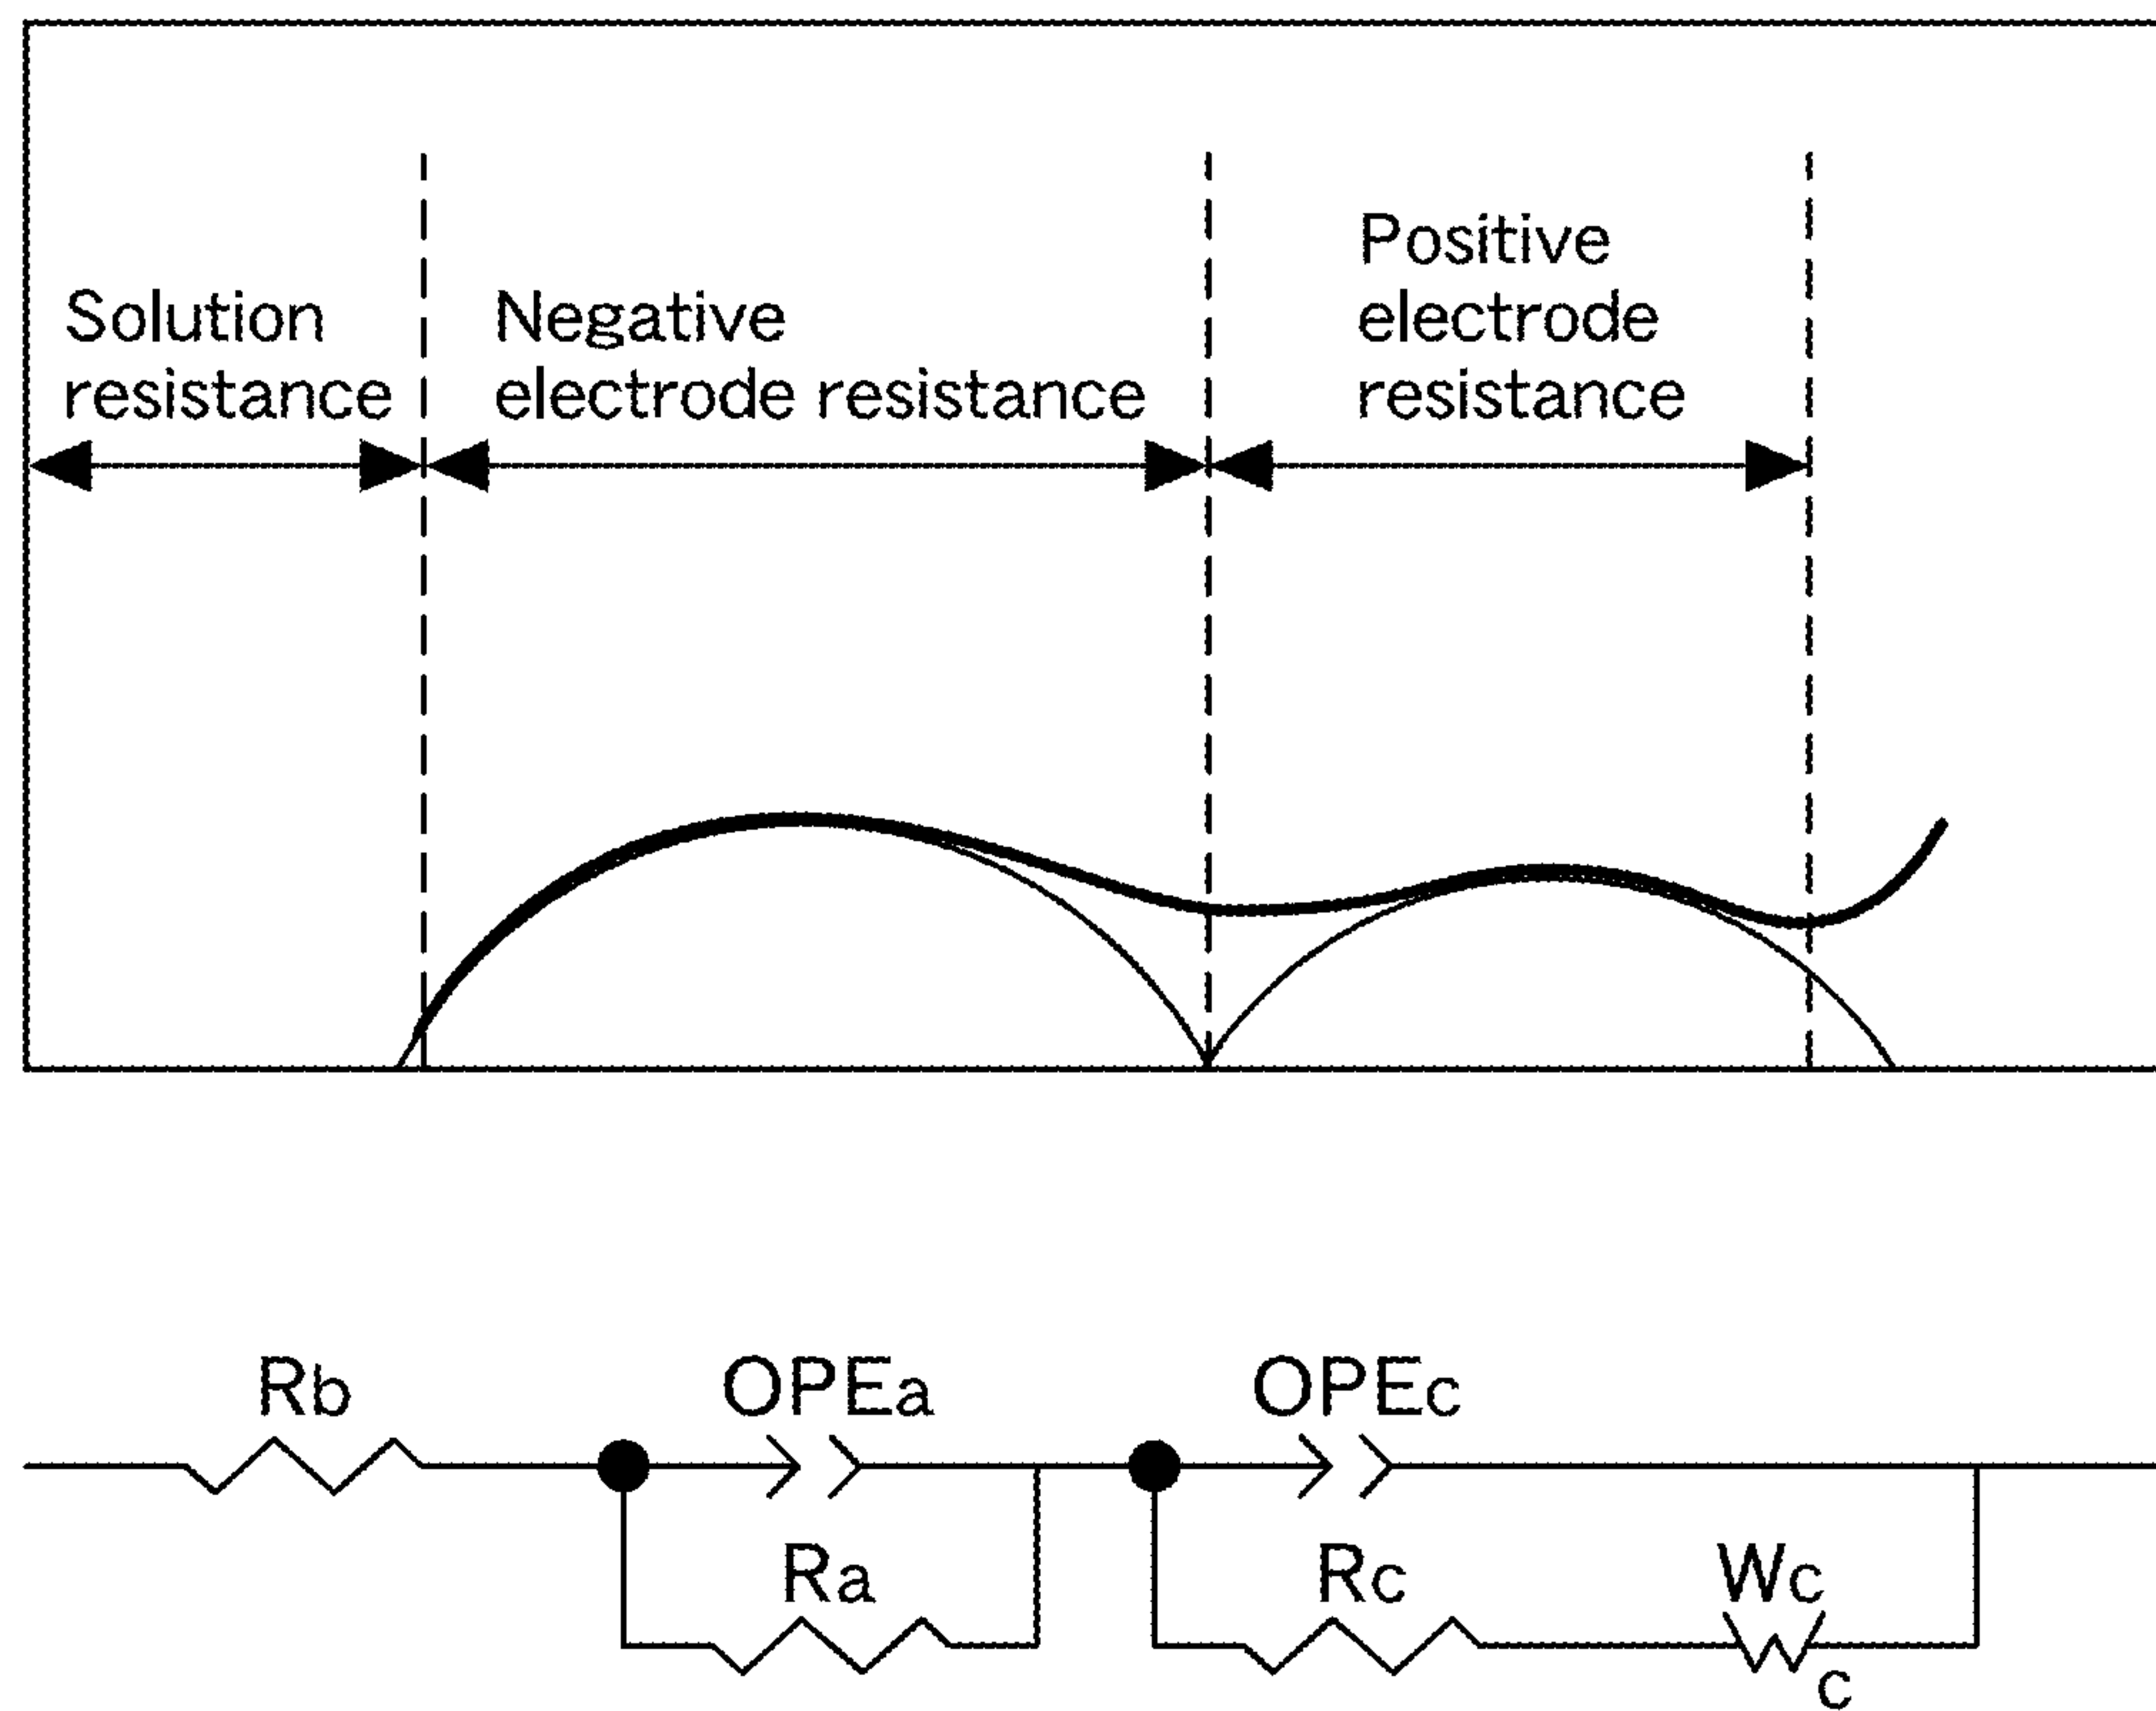 Solution
resistance
Negative
electrode resistance
Positive
electrode
resistance
Rb
OPEa
OPEc
Ra
Rc
Wc
c